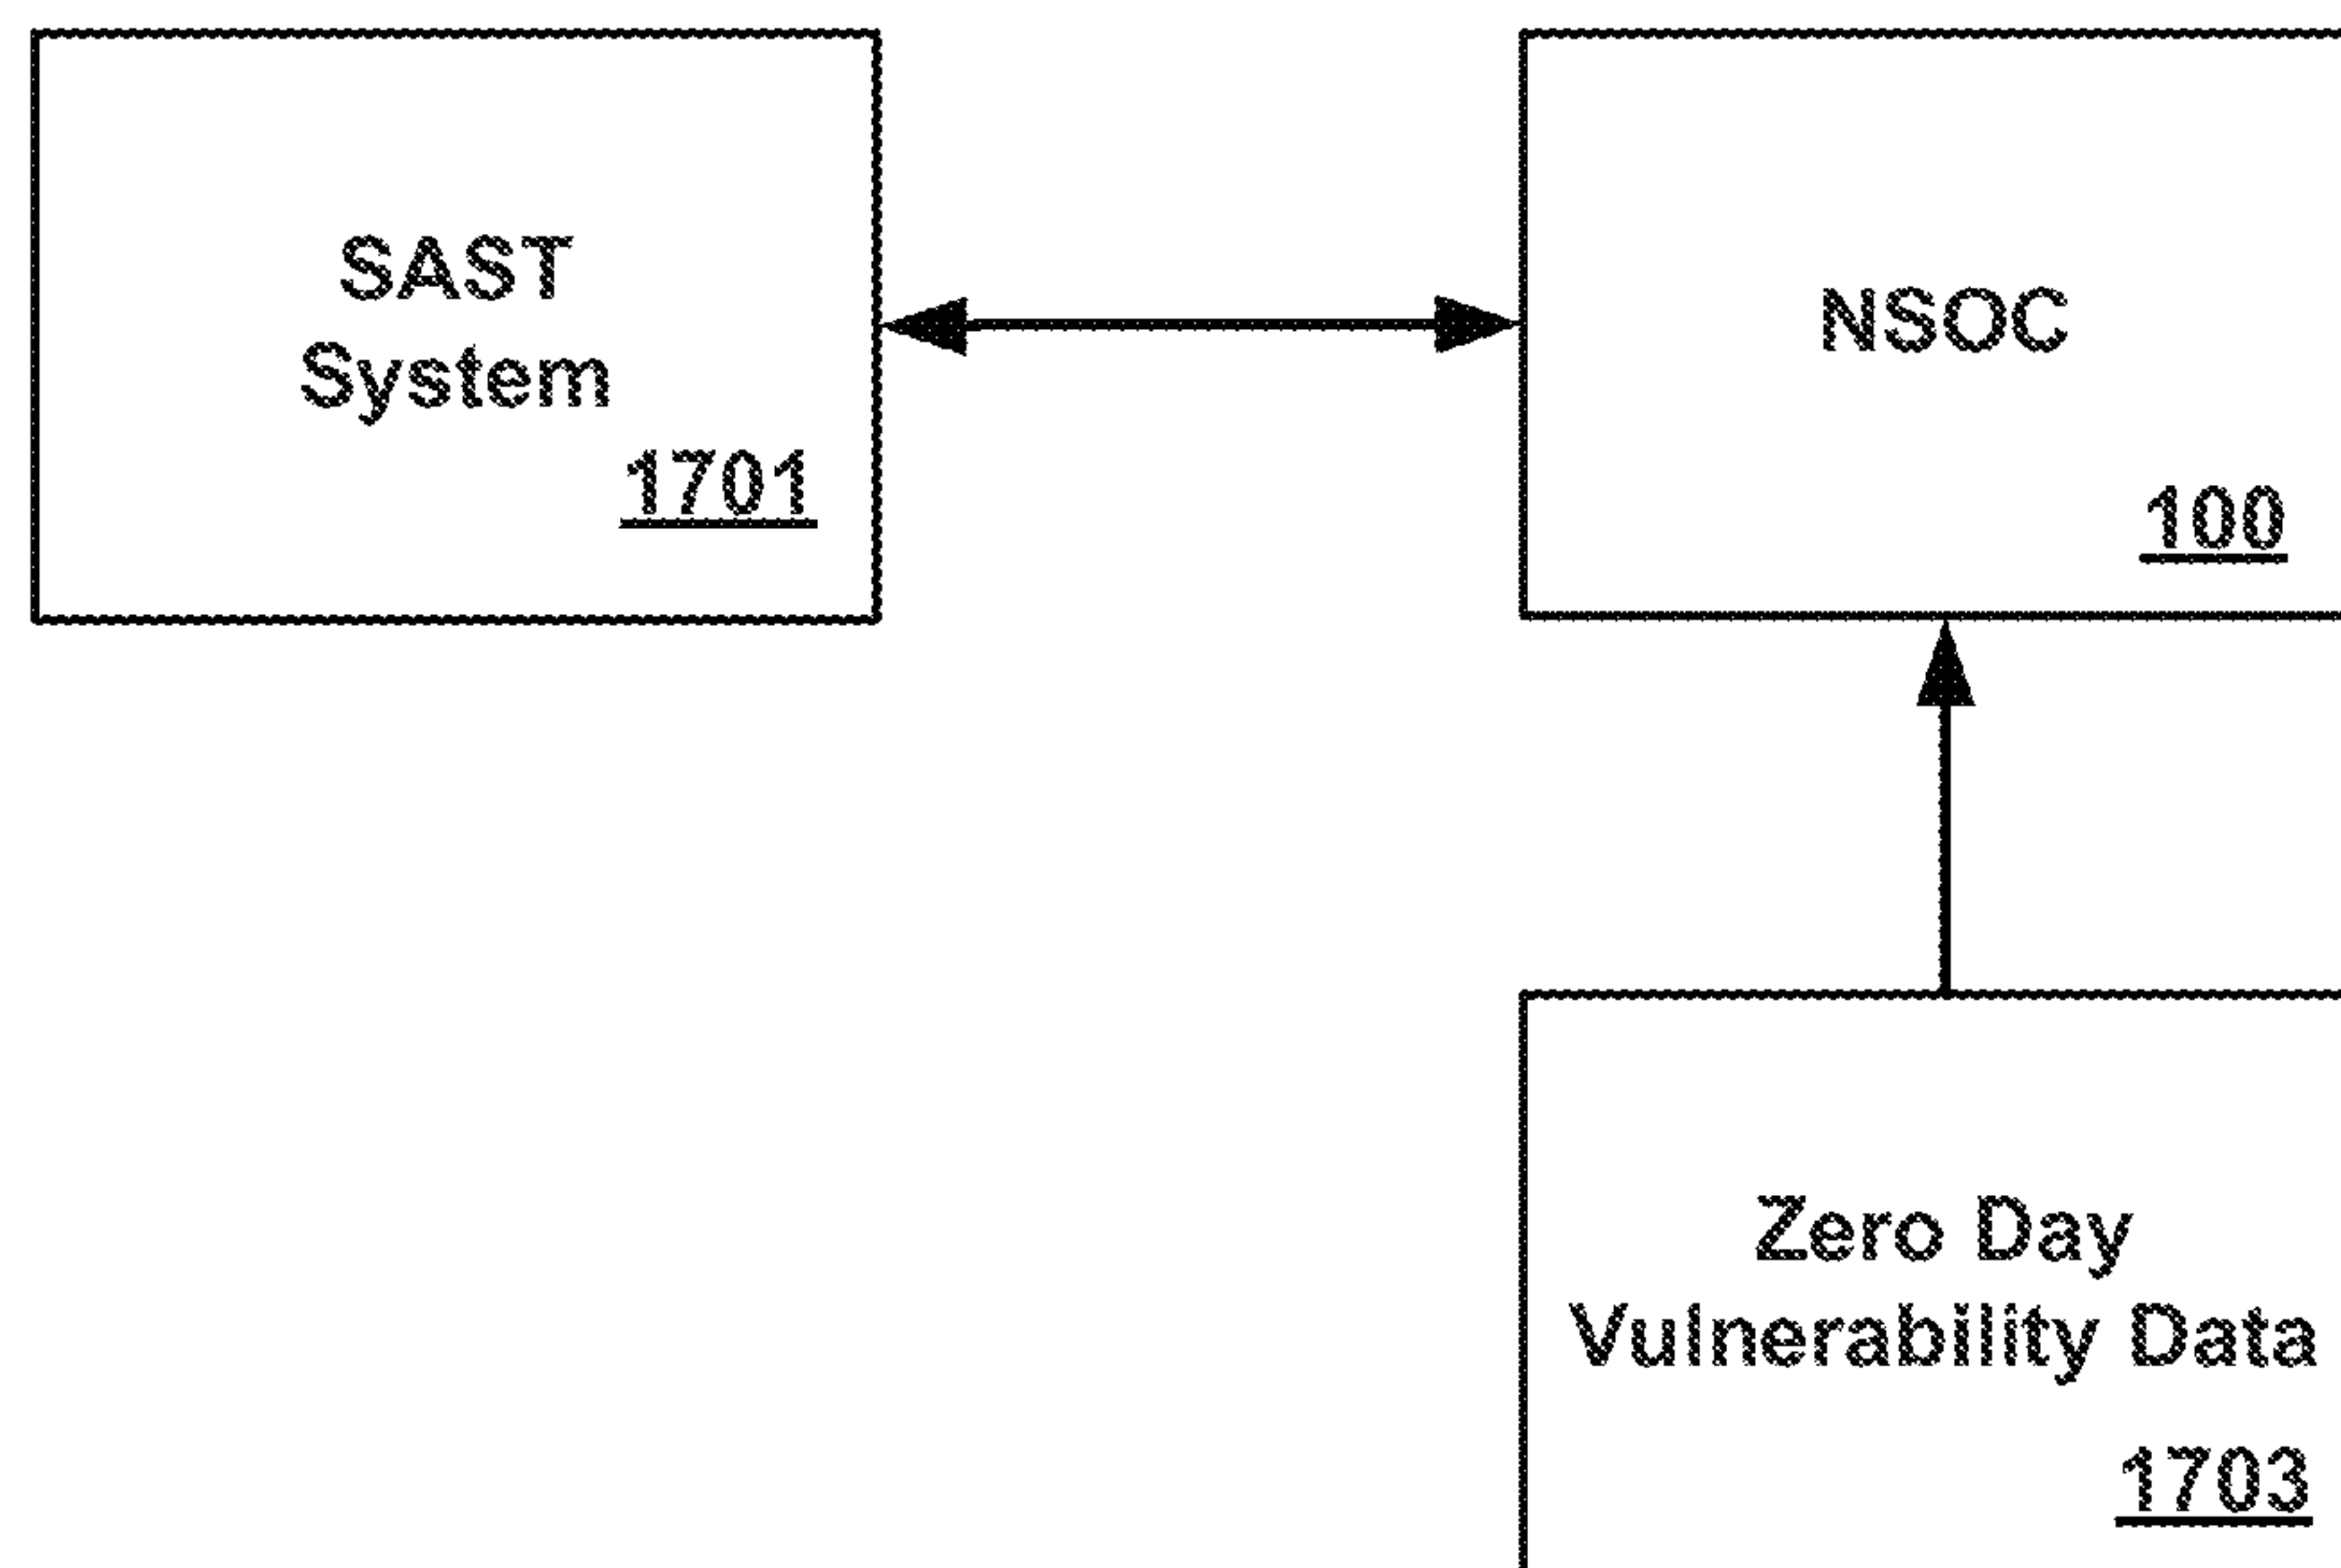 SAST
System
1701
NSOC
100
Zero Day
Vulnerability Data
1703